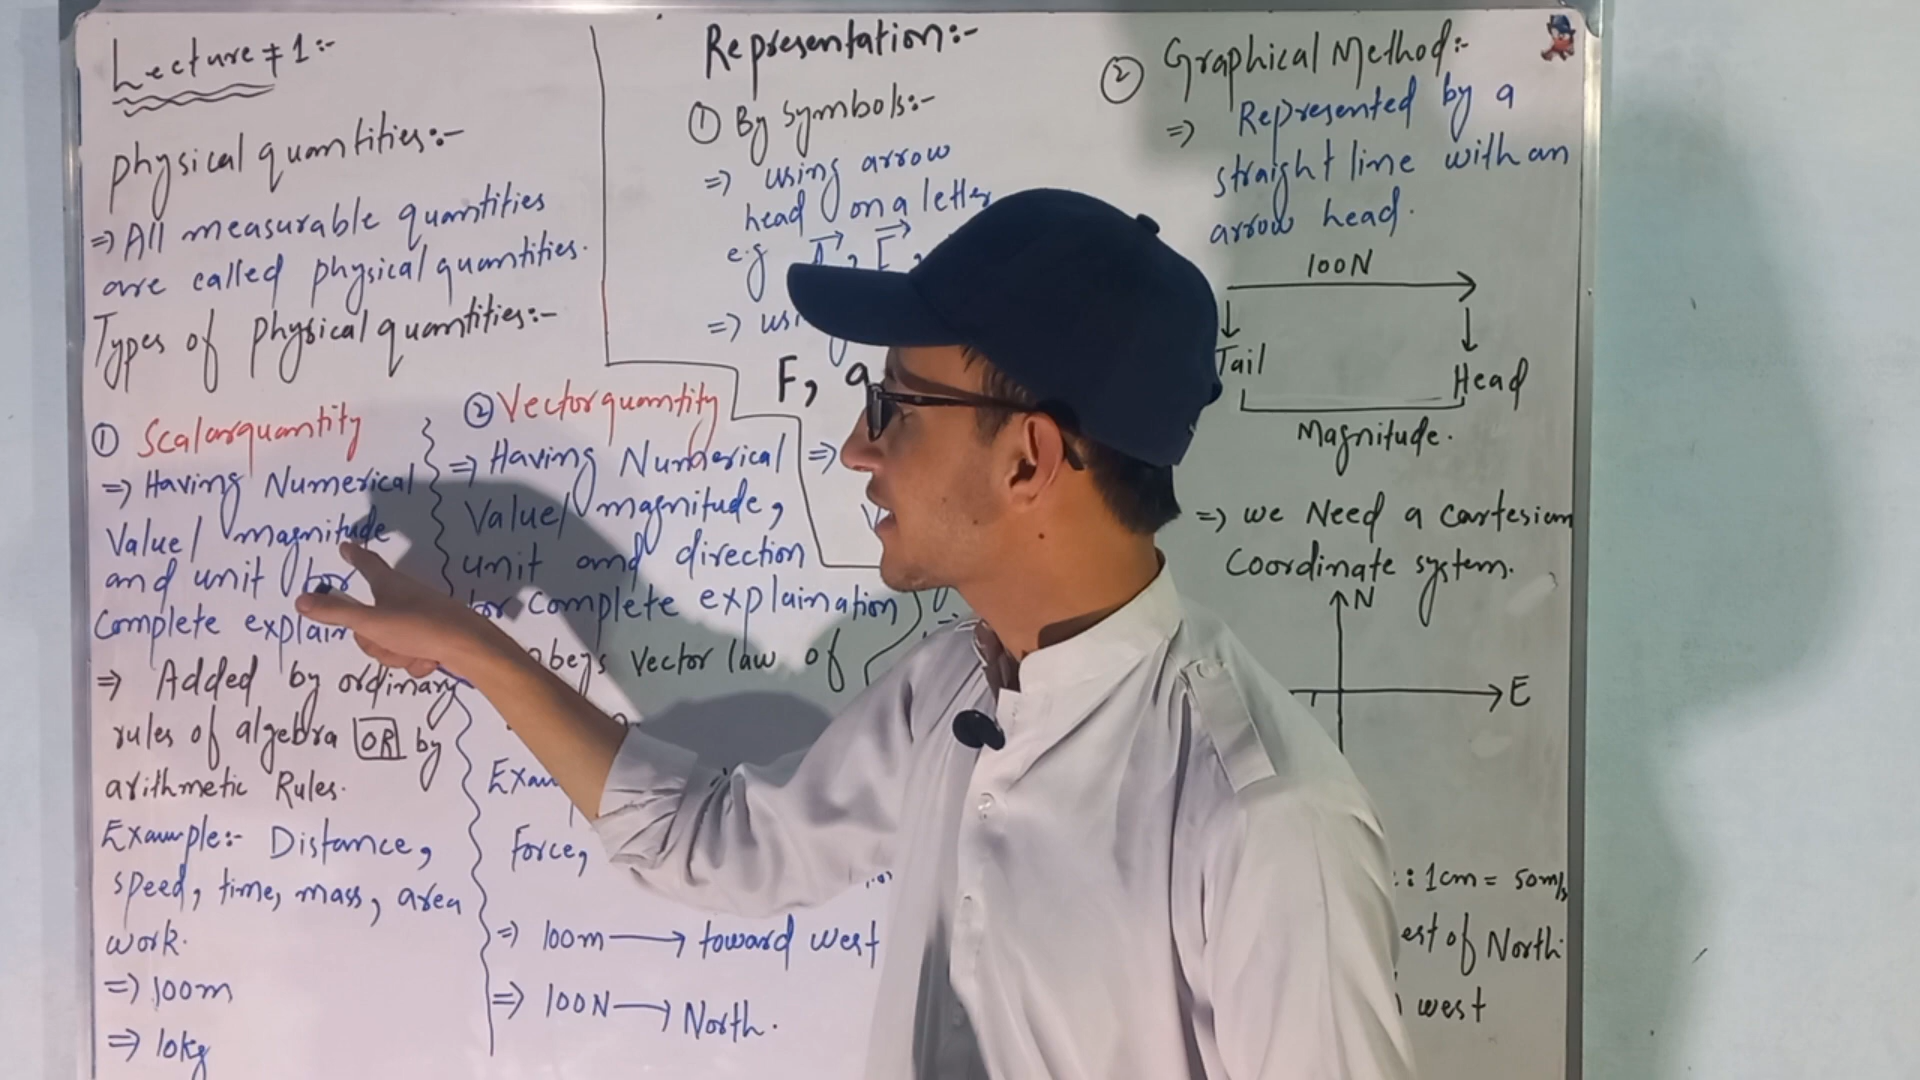 Lecture # 1:-
Physical quantities:-
=> All measurable quantities
are called physical quantities.
Types of physical quantities:-
① Scalar quantity
=> Having Numerical
Value/ magnitude
and unit for
Complete
=> Added by ordinary
rules of algebra OR by
arithmetic Rules.
Example:- Distance,
speed, time, mass, area
work.
=> 100m
=> 10kg
② Vector quantity
=> Having Numerical
Value/ magnitude,
unit and direction
for complete explaination
obeys Vector law of
Force,
=> 100m → toward west
=> 100N → North.
Representation:-
① By Symbols:-
=> using arrow
head on a letter
e.g
=>
F, a
=>
② Graphical Method:-
=> Represented by a
straight line with an
arrow head.
100N
Tail
Head
Magnitude.
=> we Need a cartesian
Coordinate system.
N
E
: 1cm = 50m/s
of North
west